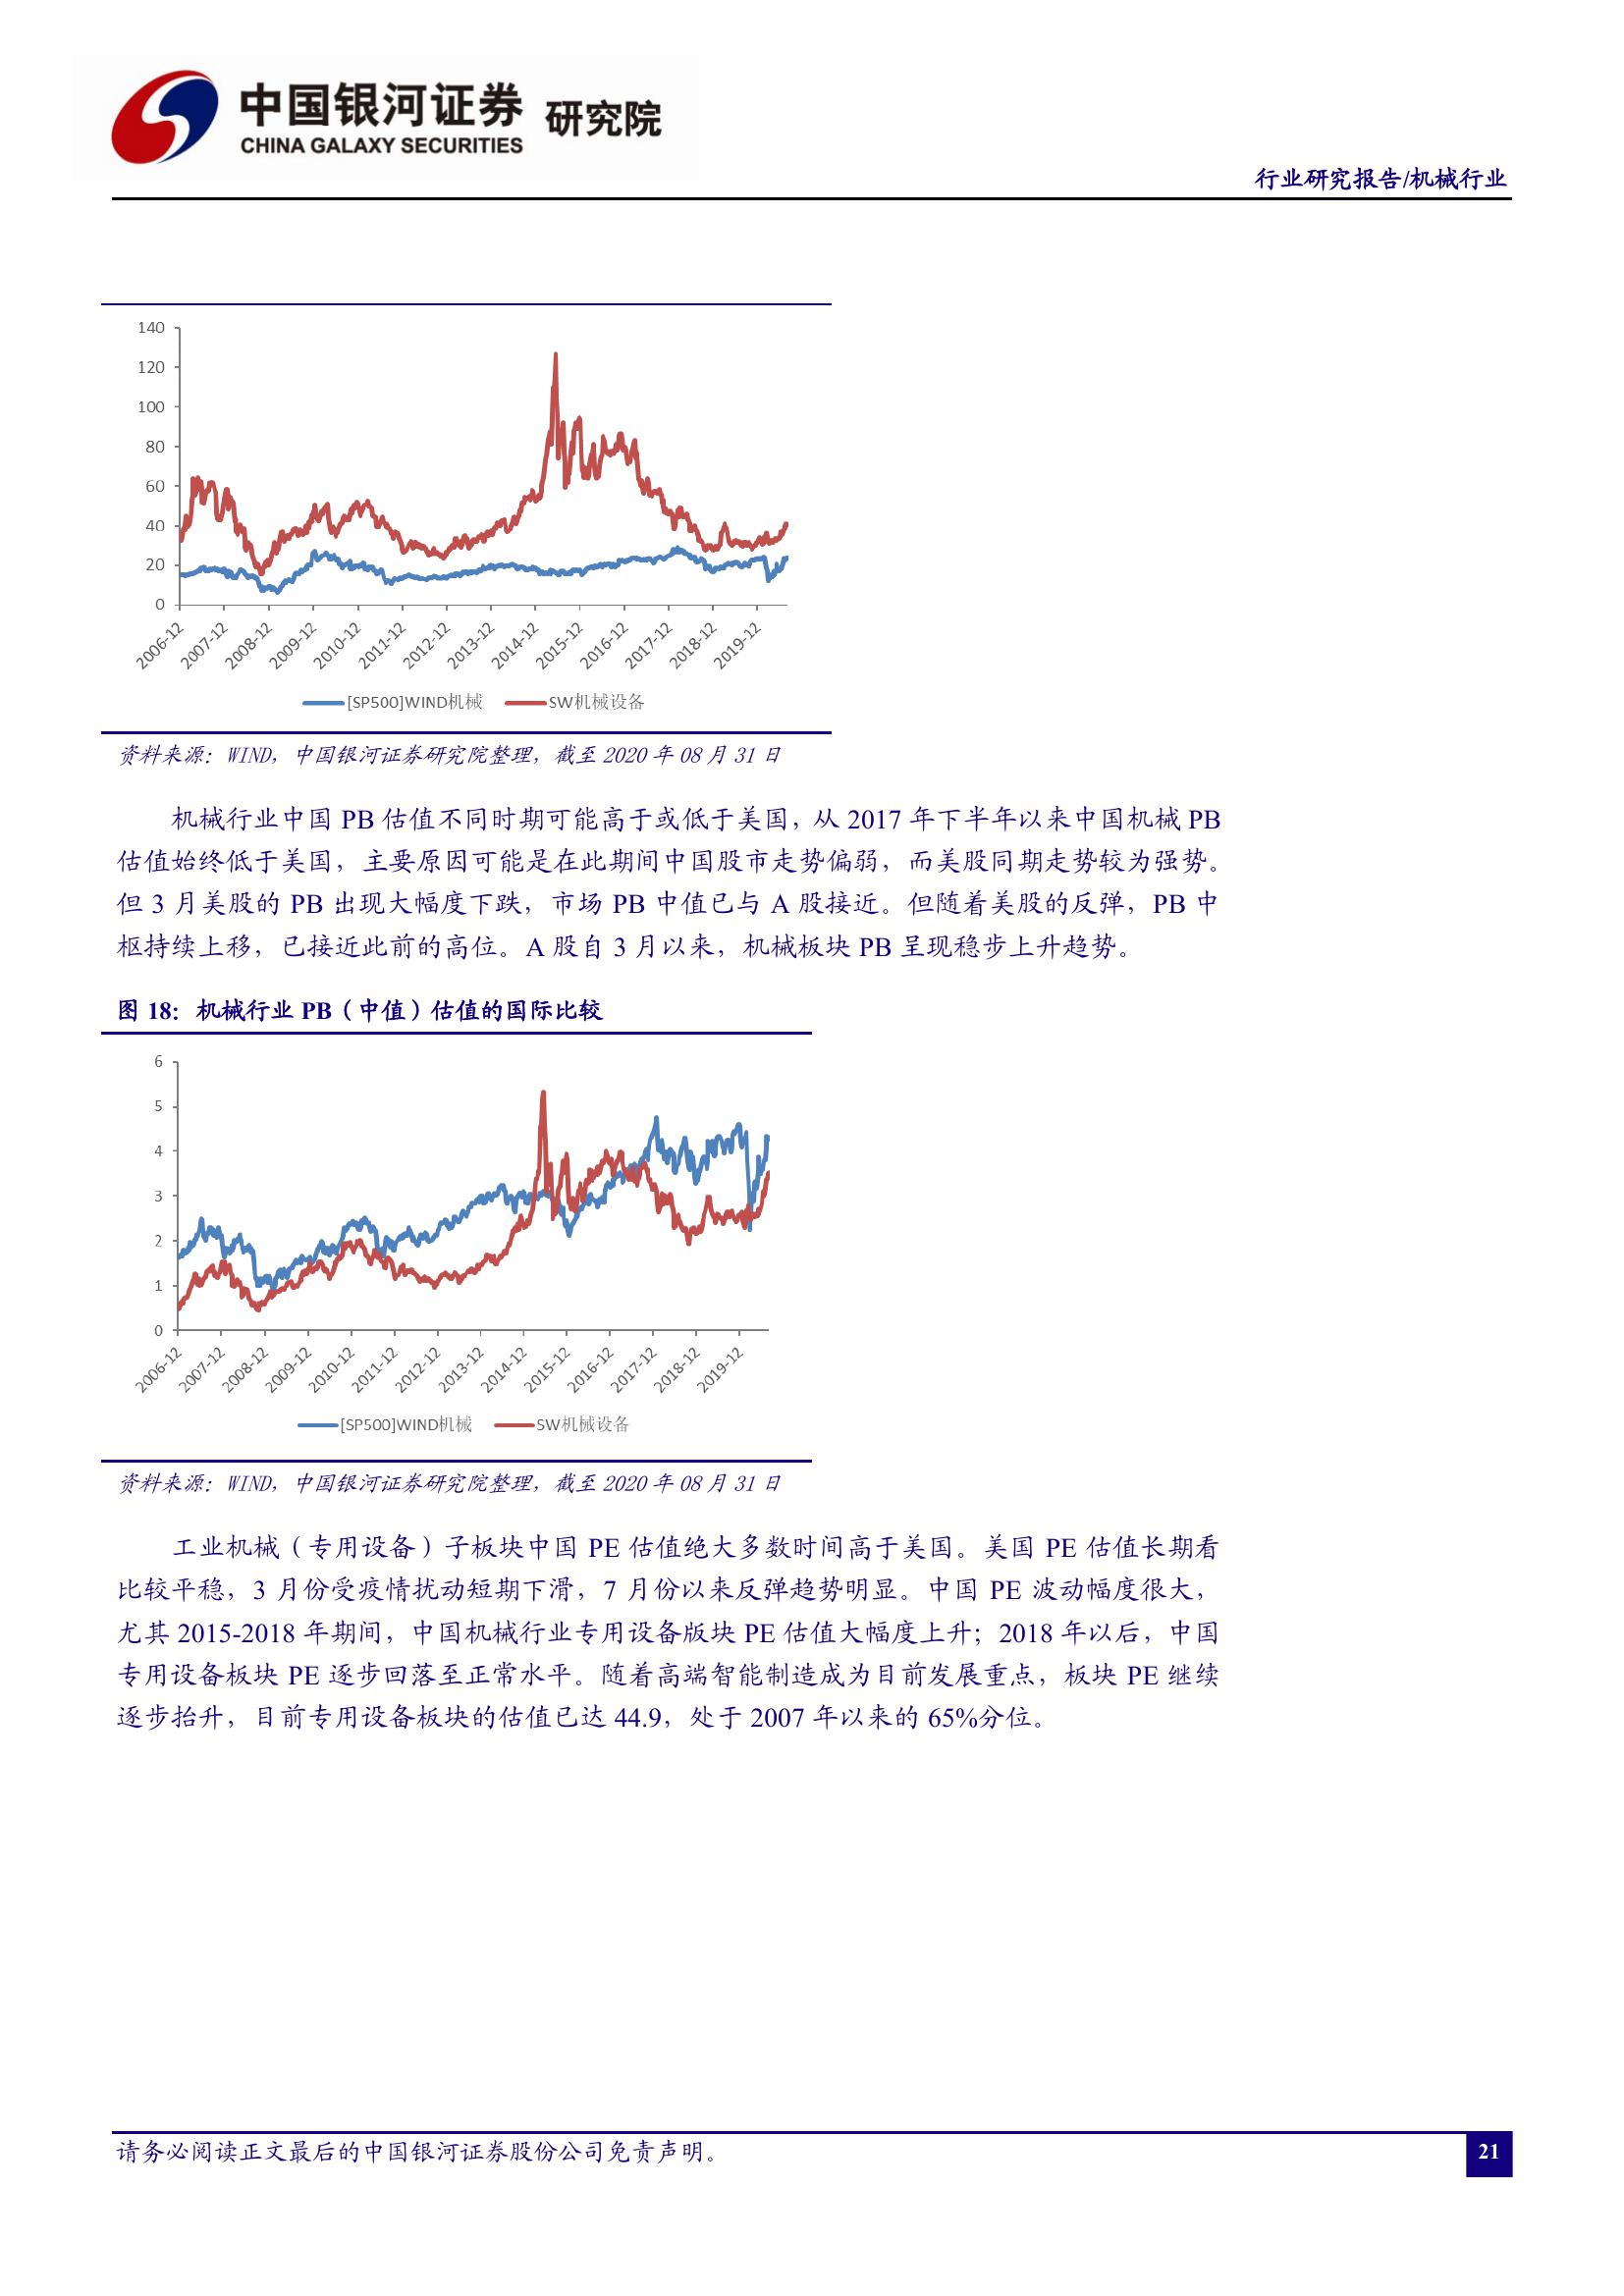 中国银河证券 研究院
CHINA GALAXY SECURITIES
行业研究报告/机械行业
140
120
100
80
60
40
20
0
2006-12 2007-12 2008-12 2009-12 2010-12 2011-12 2012-12 2013-12 2014-12 2015-12 2016-12 2017-12 2018-12 2019-12
[SP500]WIND机械 SW机械设备
资料来源：WIND，中国银河证券研究院整理，截至 2020 年 08 月 31 日
机械行业中国 PB 估值不同时期可能高于或低于美国，从 2017 年下半年以来中国机械 PB
估值始终低于美国，主要原因可能是在此期间中国股市走势偏弱，而美股同期走势较为强势。
但 3 月美股的 PB 出现大幅度下跌，市场 PB 中值已与 A 股接近。但随着美股的反弹，PB 中
枢持续上移，已接近此前的高位。A 股自 3 月以来，机械板块 PB 呈现稳步上升趋势。
图 18：机械行业 PB（中值）估值的国际比较
6
5
4
3
2
1
0
2006-12 2007-12 2008-12 2009-12 2010-12 2011-12 2012-12 2013-12 2014-12 2015-12 2016-12 2017-12 2018-12 2019-12
[SP500]WIND机械 SW机械设备
资料来源：WIND，中国银河证券研究院整理，截至 2020 年 08 月 31 日
工业机械（专用设备）子板块中国 PE 估值绝大多数时间高于美国。美国 PE 估值长期看
比较平稳，3 月份受疫情扰动短期下滑，7 月份以来反弹趋势明显。中国 PE 波动幅度很大，
尤其 2015-2018 年期间，中国机械行业专用设备版块 PE 估值大幅度上升；2018 年以后，中国
专用设备板块 PE 逐步回落至正常水平。随着高端智能制造成为目前发展重点，板块 PE 继续
逐步抬升，目前专用设备板块的估值已达 44.9，处于 2007 年以来的 65%分位。
请务必阅读正文最后的中国银河证券股份公司免责声明。
21